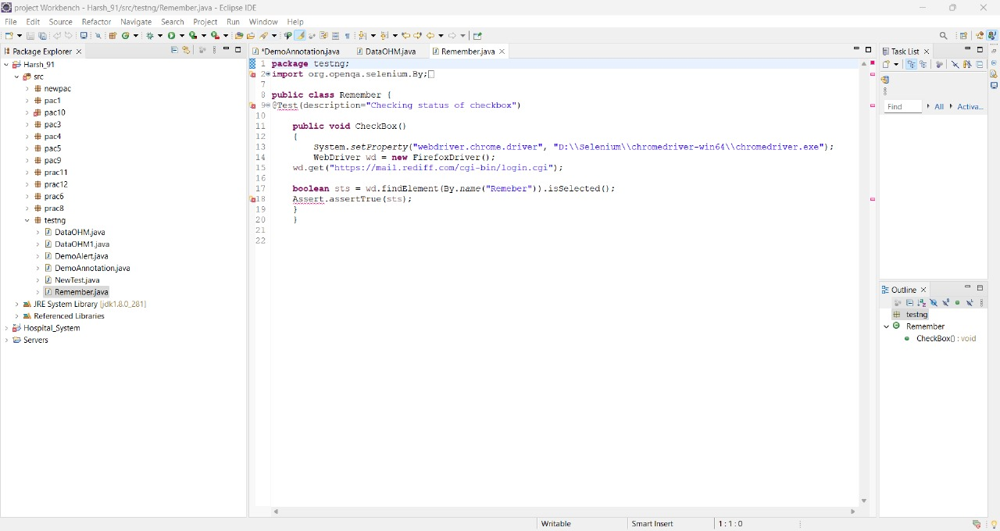 project Workbench - Harsh_91/src/testng/Remember.java - Eclipse IDE
File Edit Source Refactor Navigate Search Project Run Window Help
Package Explorer
Harsh_91
src
newpac
pac1
pac10
pac3
pac4
pac5
pac9
prac11
prac12
prac6
prac8
testng
DataOHM.java
DataOHM1.java
DemoAlert.java
DemoAnnotation.java
NewTest.java
Remember.java
JRE System Library [jdk1.8.0_281]
Referenced Libraries
Hospital_System
Servers
*DemoAnnotation.java DataOHM.java Remember.java
1 package testng;
2 import org.openqa.selenium.By;
7
8 public class Remember {
9 @Test(description="Checking status of checkbox")
10
11 public void CheckBox()
12 {
13 System.setProperty("webdriver.chrome.driver", "D:\\Selenium\\chromedriver-win64\\chromedriver.exe");
14 WebDriver wd = new FirefoxDriver();
15 wd.get("https://mail.rediff.com/cgi-bin/login.cgi");
16
17 boolean sts = wd.findElement(By.name("Remeber")).isSelected();
18 Assert.assertTrue(sts);
19 }
20 }
21
22
Task List
Find All Activa...
Outline
testng
Remember
CheckBox() : void
Writable Smart Insert 1 : 1 : 0